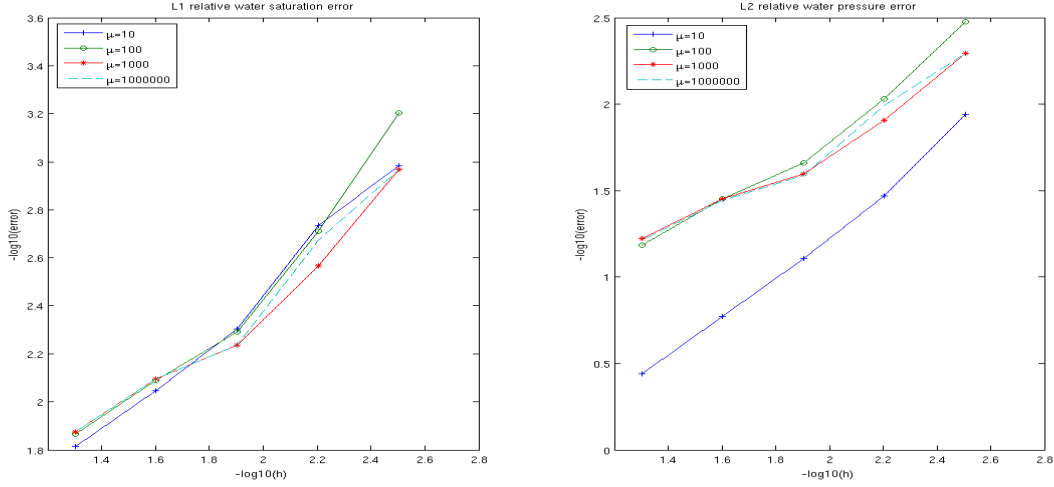 L1 relative water saturation error
3.6
3.4
3.2
3
2.8
2.6
2.4
2.2
2
1.8
-log10(error)
μ=10
μ=100
μ=1000
μ=1000000
1.4
1.6
1.8
2
2.2
2.4
2.6
2.8
-log10(h)
L2 relative water pressure error
2.5
2
1.5
1
0.5
0
-log10(error)
μ=10
μ=100
μ=1000
μ=1000000
1.4
1.6
1.8
2
2.2
2.4
2.6
2.8
-log10(h)